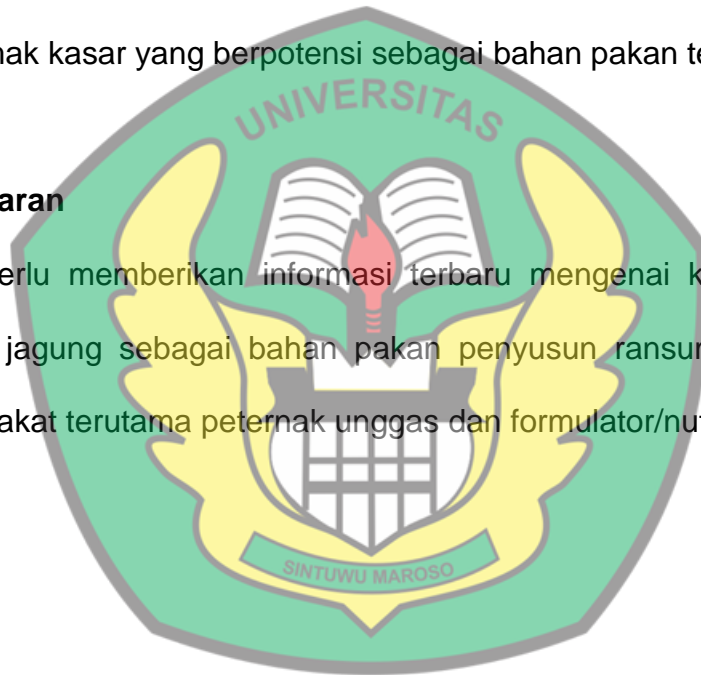 nak kasar yang berpotensi sebagai bahan pakan te
UNIVERSITAS
aran
erlu memberikan informasi terbaru mengenai k
jagung sebagai bahan pakan penyusun ransur
akat terutama peternak unggas dan formulator/nut
SINTUWU MAROSO